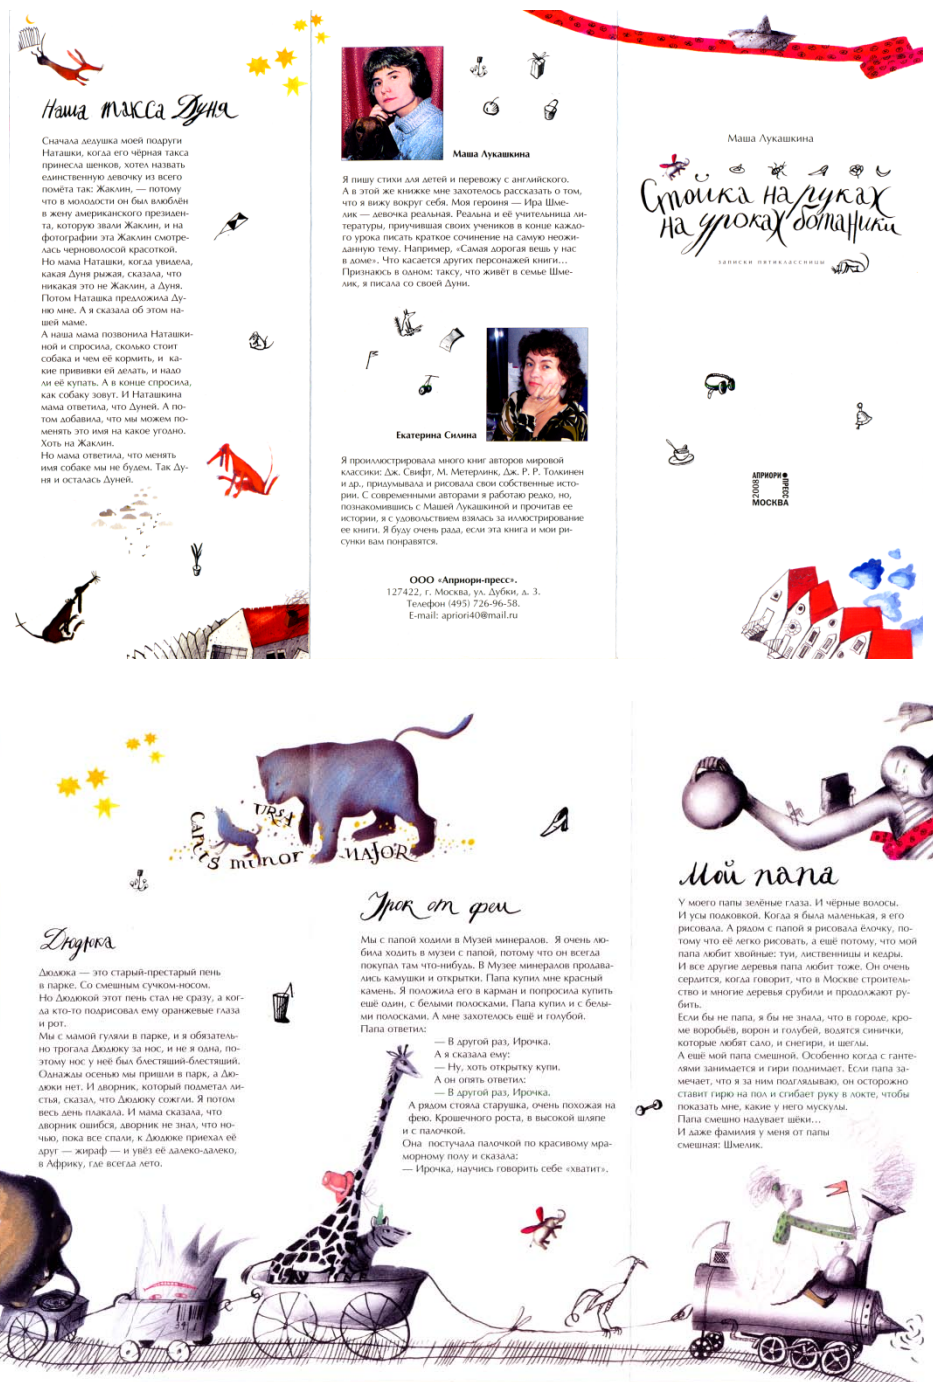 Наша такса Дуня
Сначала дедушка моей подруги
Наташки, когда его чёрная такса
принесла щенков, хотел назвать
единственную девочку из всего
помёта так: Жаклин, — потому
что в молодости он был влюблён
в жену американского президен-
та, которую звали Жаклин, и на
фотографии эта Жаклин смотре-
лась черноволосой красоткой.
Но мама Наташки, когда увидела,
какая Дуня рыжая, сказала, что
никакая это не Жаклин, а Дуня.
Потом Наташка предложила Ду-
ню мне. А я сказала об этом на-
шей маме.
А наша мама позвонила Наташки-
ной и спросила, сколько стоит
собака и чем её кормить, и ка-
кие прививки ей делать, и надо
ли её купать. А в конце спросила,
как собаку зовут. И Наташкина
мама ответила, что Дуней. А по-
том добавила, что мы можем по-
менять это имя на какое угодно.
Хоть на Жаклин.
Но мама ответила, что менять
имя собаке мы не будем. Так Ду-
ня и осталась Дуней.
Маша Лукашкина
Я пишу стихи для детей и перевожу с английского.
А в этой же книжке мне захотелось рассказать о том,
что я вижу вокруг себя. Моя героиня — Ира Шме-
лик — девочка реальная. Реальна и её учительница ли-
тературы, приучившая своих учеников в конце каждо-
го урока писать краткое сочинение на самую неожи-
данную тему. Например, «Самая дорогая вещь у нас
в доме». Что касается других персонажей книги...
Признаюсь в одном: таксу, что живёт в семье Шме-
лик, я писала со своей Дуни.
Екатерина Силина
Я проиллюстрировала много книг авторов мировой
классики: Дж. Свифт, М. Метерлинк, Дж. Р. Р. Толкинен
и др., придумывала и рисовала свои собственные исто-
рии. С современными авторами я работаю редко, но,
познакомившись с Машей Лукашкиной и прочитав ее
истории, я с удовольствием взялась за иллюстрирование
ее книги. Я буду очень рада, если эта книга и мои ри-
сунки вам понравятся.
ООО «Априори-пресс».
127422, г. Москва, ул. Дубки, д. 3.
Телефон (495) 726-96-58.
E-mail: apriori40@mail.ru
Маша Лукашкина
Стойка на руках
на уроках ботаники
записки пятиклассницы
АПРИОРИ
ПРЕСС
2008
МОСКВА
CANIS minor
URSA
MAJOR
Дюдюка
Дюдюка — это старый-престарый пень
в парке. Со смешным сучком-носом.
Но Дюдюкой этот пень стал не сразу, а ког-
да кто-то подрисовал ему оранжевые глаза
и рот.
Мы с мамой гуляли в парке, и я обязатель-
но трогала Дюдюку за нос, и не я одна, по-
этому нос у неё был блестящий-блестящий.
Однажды осенью мы пришли в парк, а Дю-
дюки нет. И дворник, который подметал ли-
стья, сказал, что Дюдюку сожгли. Я потом
весь день плакала. И мама сказала, что
дворник ошибся, дворник не знал, что но-
чью, пока все спали, к Дюдюке приехал её
друг — жираф — и увёз её далеко-далеко,
в Африку, где всегда лето.
Урок от феи
Мы с папой ходили в Музей минералов. Я очень лю-
била ходить в музеи с папой, потому что он всегда
покупал там что-нибудь. В Музее минералов продава-
лись камушки и открытки. Папа купил мне красный
камень. Я положила его в карман и попросила купить
ещё один, с белыми полосками. Папа купил и с белы-
ми полосками. А мне захотелось ещё и голубой.
Папа ответил:
— В другой раз, Ирочка.
А я сказала ему:
— Ну, хоть открытку купи.
А он опять ответил:
— В другой раз, Ирочка.
А рядом стояла старушка, очень похожая на
фею. Крошечного роста, в высокой шляпе
и с палочкой.
Она постучала палочкой по красивому мра-
морному полу и сказала:
— Ирочка, научись говорить себе «хватит».
Мой папа
У моего папы зелёные глаза. И чёрные волосы.
И усы подковкой. Когда я была маленькая, я его
рисовала. А рядом с папой я рисовала ёлочку, по-
тому что её легко рисовать, а ещё потому, что мой
папа любит хвойные: туи, лиственницы и кедры.
И все другие деревья папа любит тоже. Он очень
сердится, когда говорит, что в Москве строитель-
ство и многие деревья срубили и продолжают ру-
бить.
Если бы не папа, я бы не знала, что в городе, кро-
ме воробьёв, ворон и голубей, водятся синички,
которые любят сало, и снегири, и щеглы.
А ещё мой папа смешной. Особенно когда с ганте-
лями занимается и гири поднимает. Если папа за-
мечает, что я за ним подглядываю, он осторожно
ставит гирю на пол и сгибает руку в локте, чтобы
показать мне, какие у него мускулы.
Папа смешно надувает щёки...
И даже фамилия у меня от папы
смешная: Шмелик.